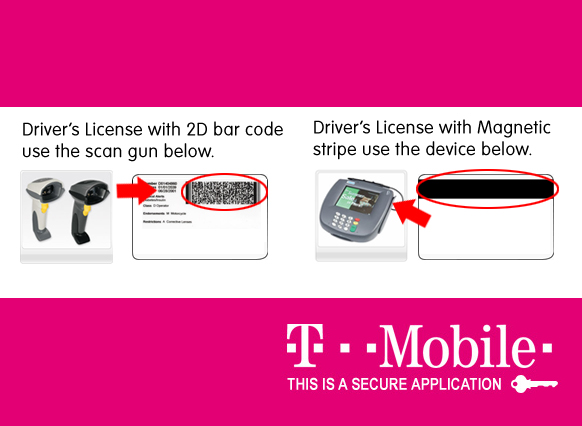 Driver's License with 2D bar code
use the scan gun below.
Driver's License with Magnetic
stripe use the device below.
Class: D Operator
Endorsements: M Motorcycle
Restrictions: Corrective Lenses
T · · Mobile ·
THIS IS A SECURE APPLICATION